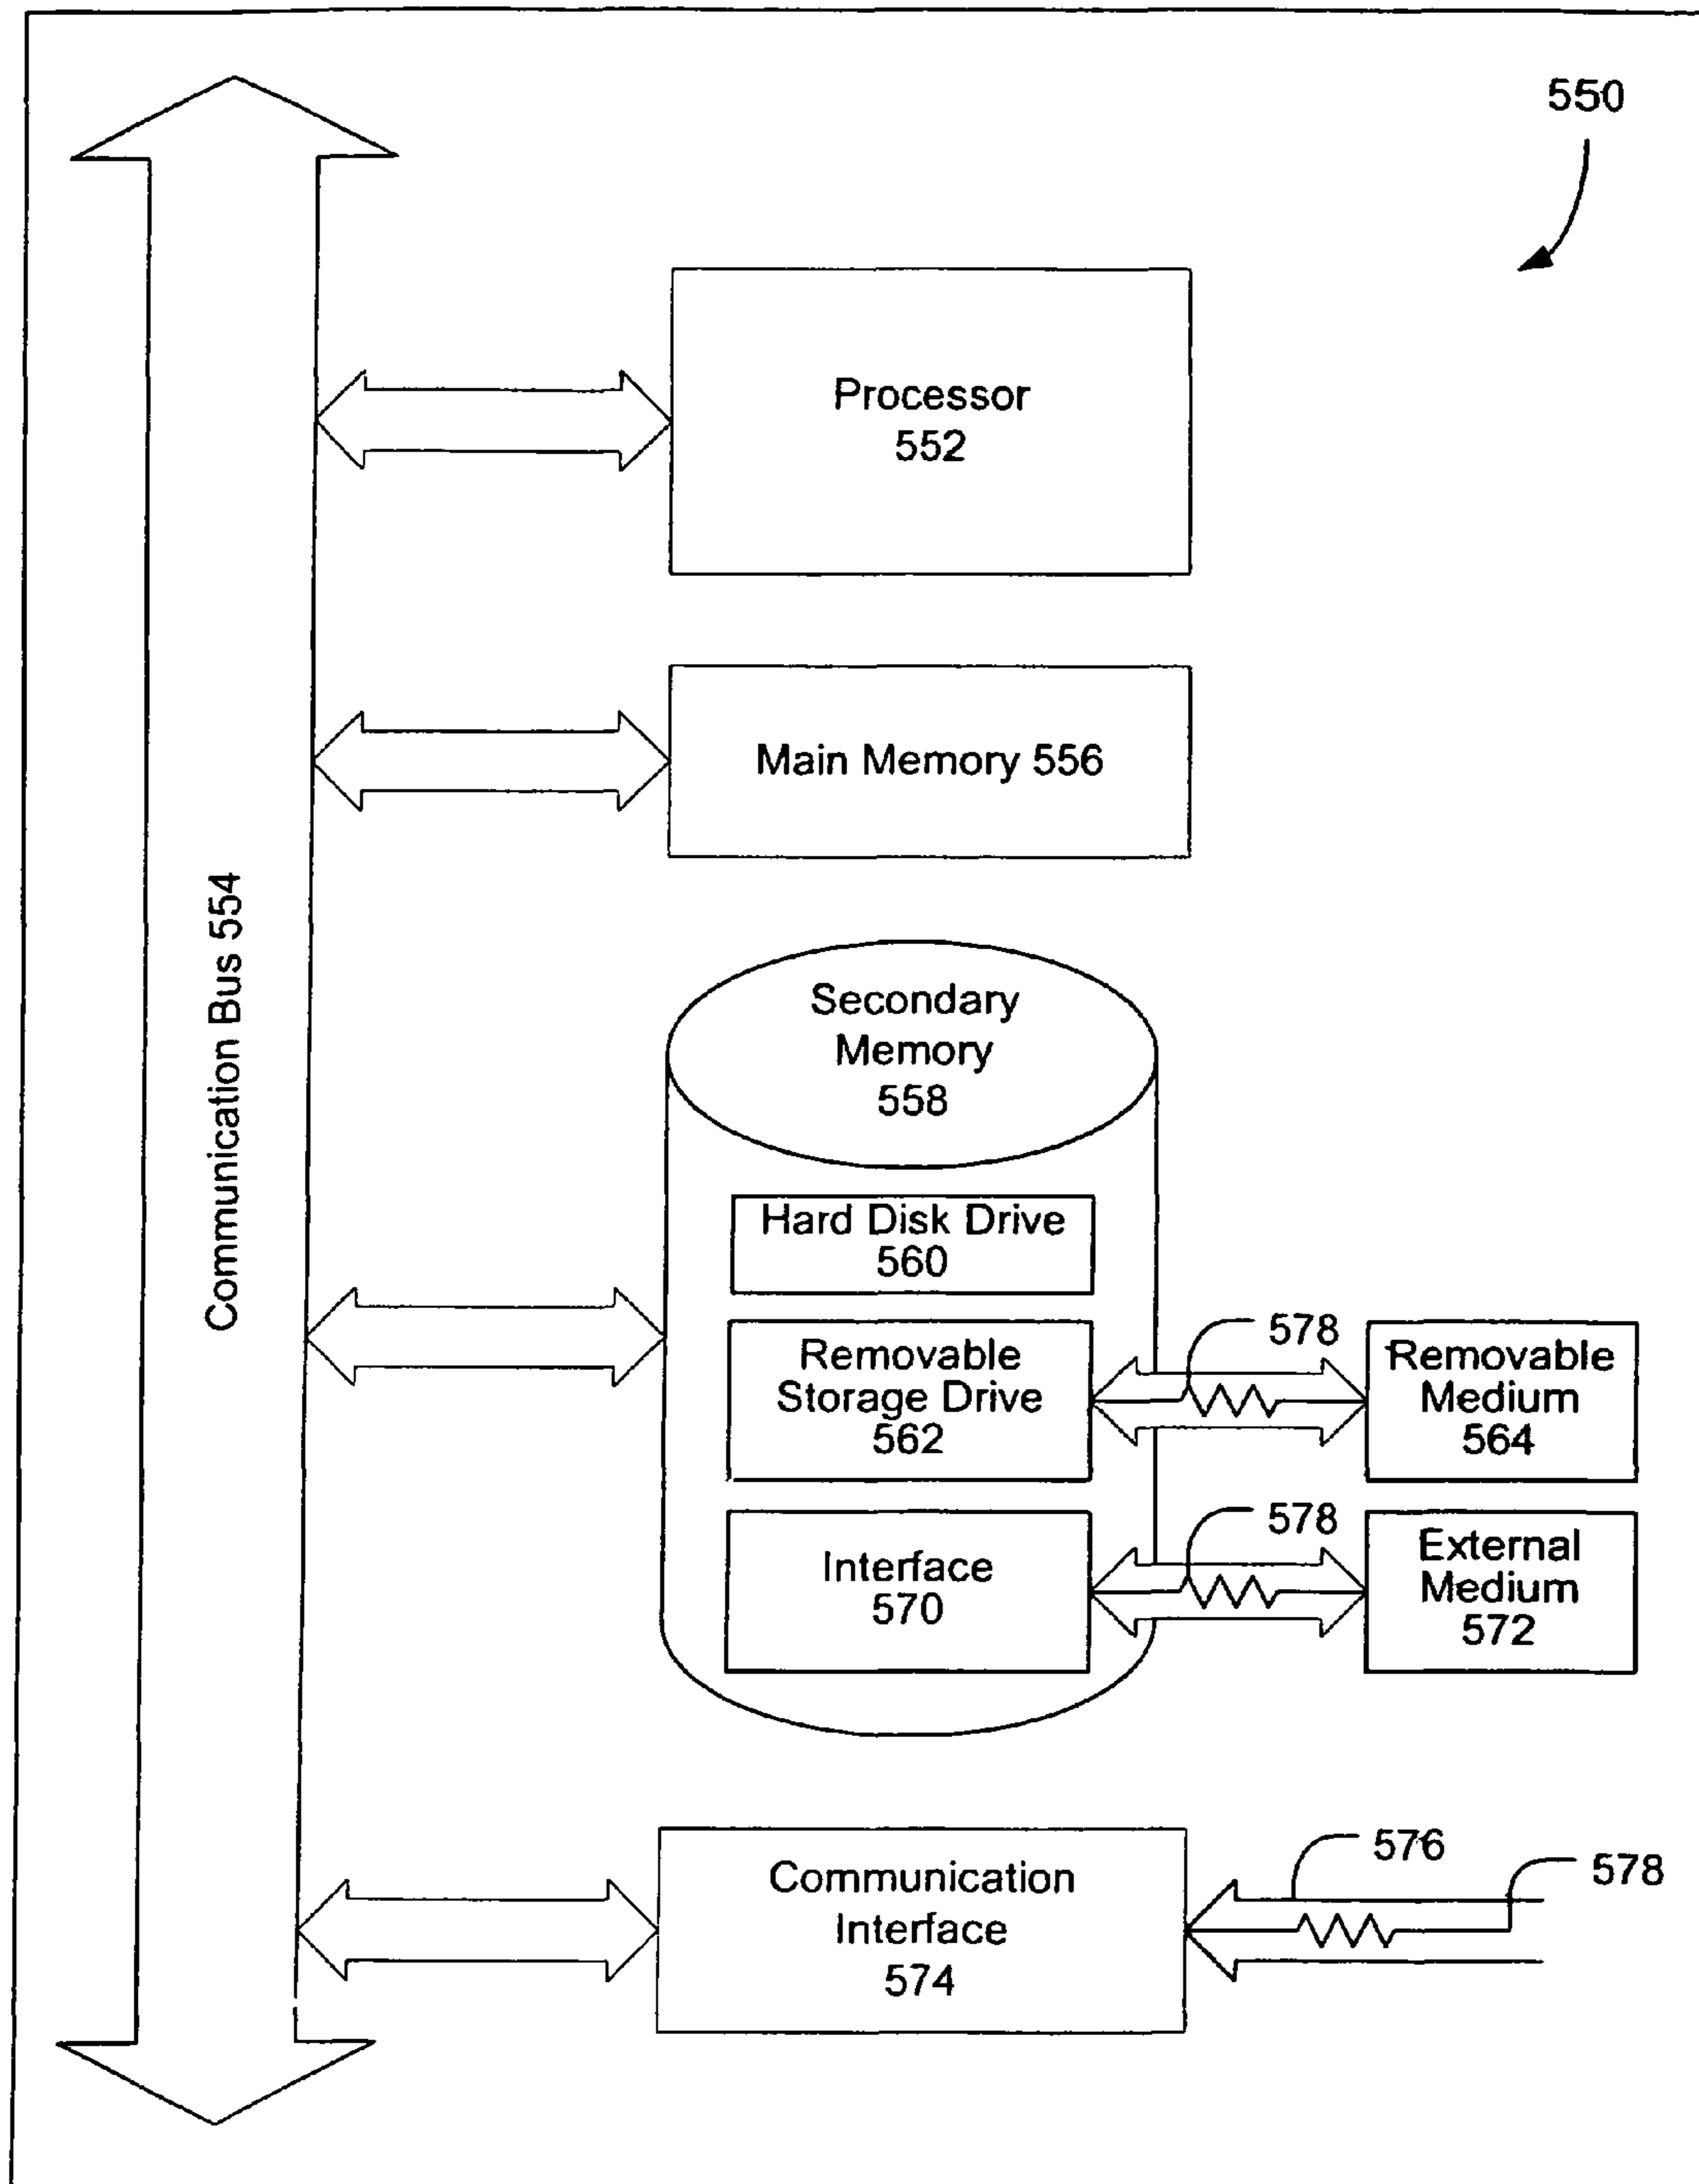 550
Processor
552
Main Memory 556
Communication Bus 554
Secondary
Memory
558
Hard Disk Drive
560
Removable
Storage Drive
562
578
Removable
Medium
564
Interface
570
578
External
Medium
572
Communication
Interface
574
576
578